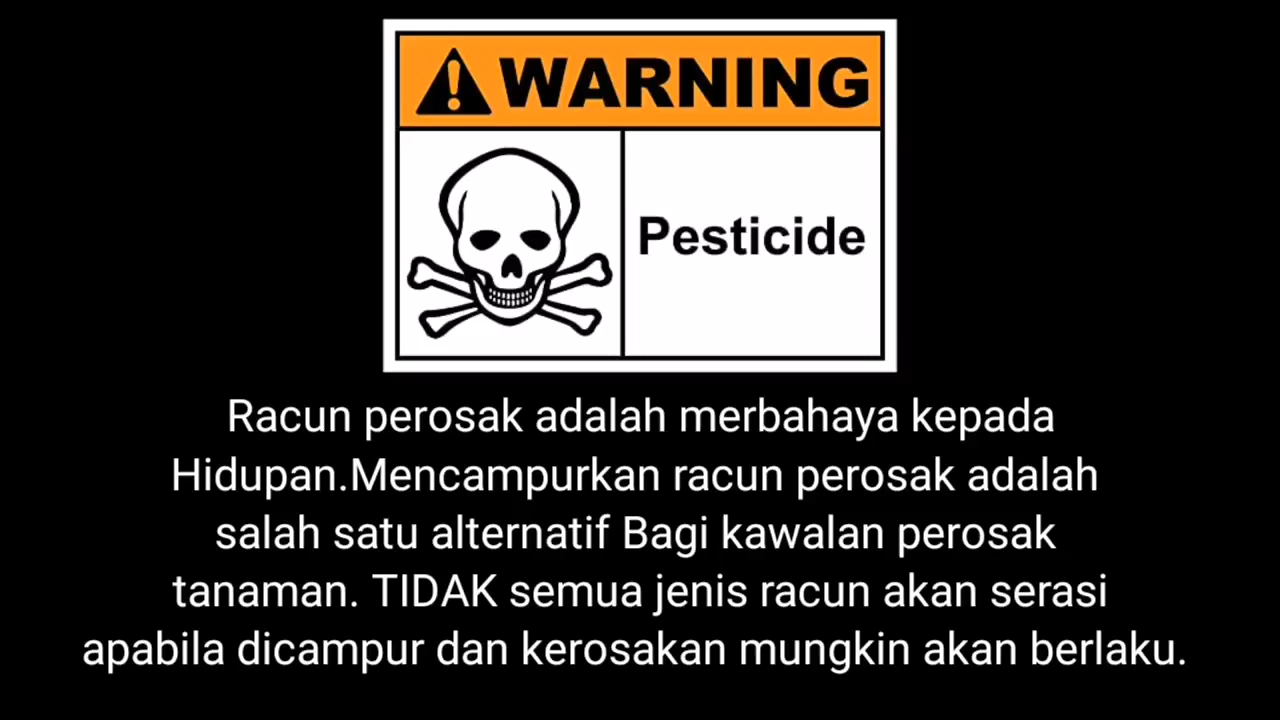 WARNING
Pesticide
Racun perosak adalah merbahaya kepada
Hidupan.Mencampurkan racun perosak adalah
salah satu alternatif Bagi kawalan perosak
tanaman. TIDAK semua jenis racun akan serasi
apabila dicampur dan kerosakan mungkin akan berlaku.